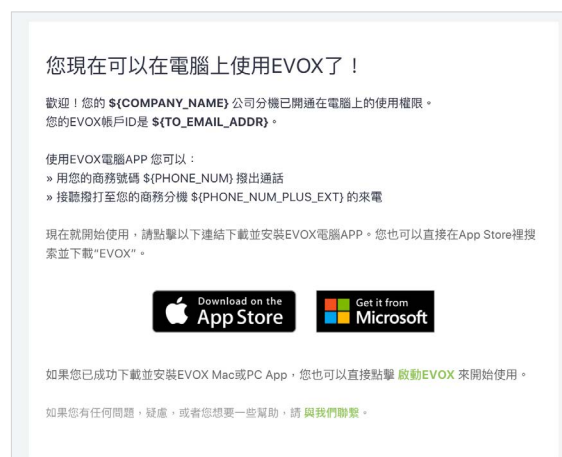 您現在可以在電腦上使用EVOX了！
歡迎！您的 ${COMPANY_NAME} 公司分機已開通在電腦上的使用權限。
您的EVOX帳戶ID是 ${TO_EMAIL_ADDR}。
使用EVOX電腦APP 您可以：
» 用您的商務號碼 ${PHONE_NUM} 撥出通話
» 接聽撥打至您的商務分機 ${PHONE_NUM_PLUS_EXT} 的來電
現在就開始使用，請點擊以下連結下載並安裝EVOX電腦APP。您也可以直接在App Store裡搜
索並下載"EVOX"。
Download on the
App Store
Get it from
Microsoft
如果您已成功下載並安裝EVOX Mac或PC App，您也可以直接點擊 啟動EVOX 來開始使用。
如果您有任何問題，疑慮，或者您想要一些幫助，請 與我們聯繫。